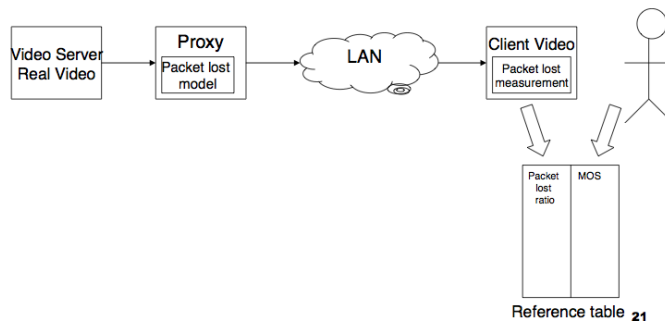 Video Server
Real Video
Proxy
Packet lost
model
LAN
Client Video
Packet lost
measurement
Packet
lost
ratio
MOS
Reference table
21